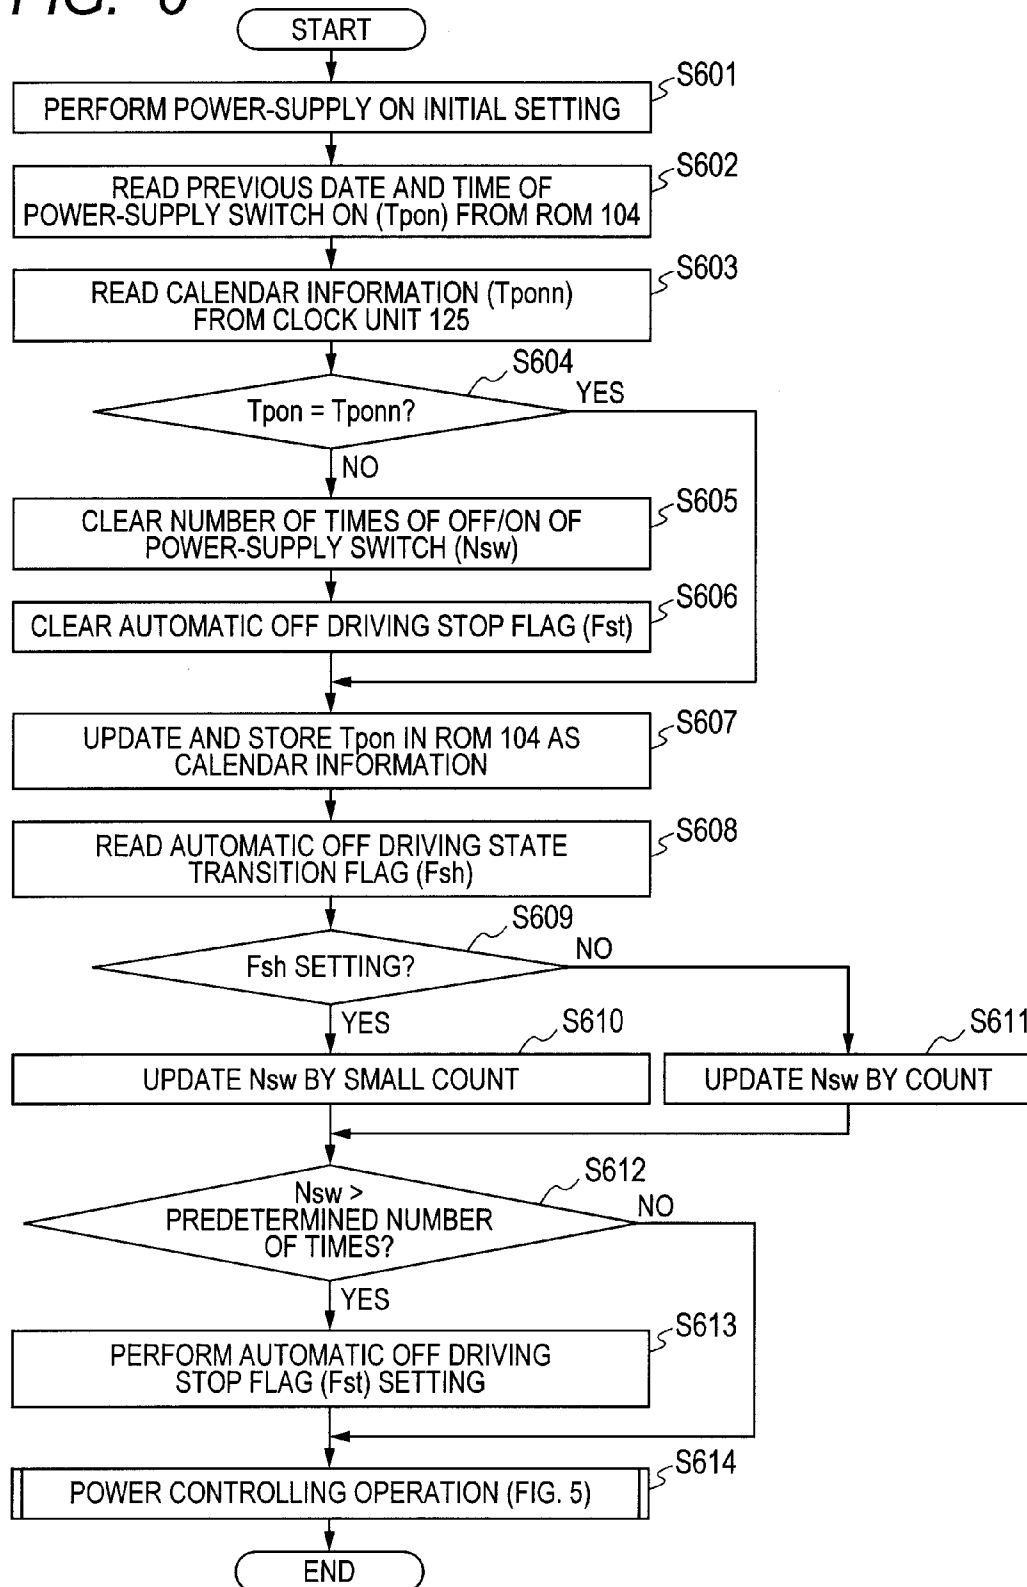 FIG. 6
START
S601
PERFORM POWER-SUPPLY ON INITIAL SETTING
S602
READ PREVIOUS DATE AND TIME OF
POWER-SUPPLY SWITCH ON (Tpon) FROM ROM 104
S603
READ CALENDAR INFORMATION (Tponn)
FROM CLOCK UNIT 125
S604
Tpon = Tponn?
YES
NO
S605
CLEAR NUMBER OF TIMES OF OFF/ON OF
POWER-SUPPLY SWITCH (Nsw)
S606
CLEAR AUTOMATIC OFF DRIVING STOP FLAG (Fst)
S607
UPDATE AND STORE Tpon IN ROM 104 AS
CALENDAR INFORMATION
S608
READ AUTOMATIC OFF DRIVING STATE
TRANSITION FLAG (Fsh)
S609
Fsh SETTING?
NO
YES
S610
UPDATE Nsw BY SMALL COUNT
S611
UPDATE Nsw BY COUNT
S612
Nsw >
PREDETERMINED NUMBER
OF TIMES?
NO
YES
S613
PERFORM AUTOMATIC OFF DRIVING
STOP FLAG (Fst) SETTING
S614
POWER CONTROLLING OPERATION (FIG. 5)
END